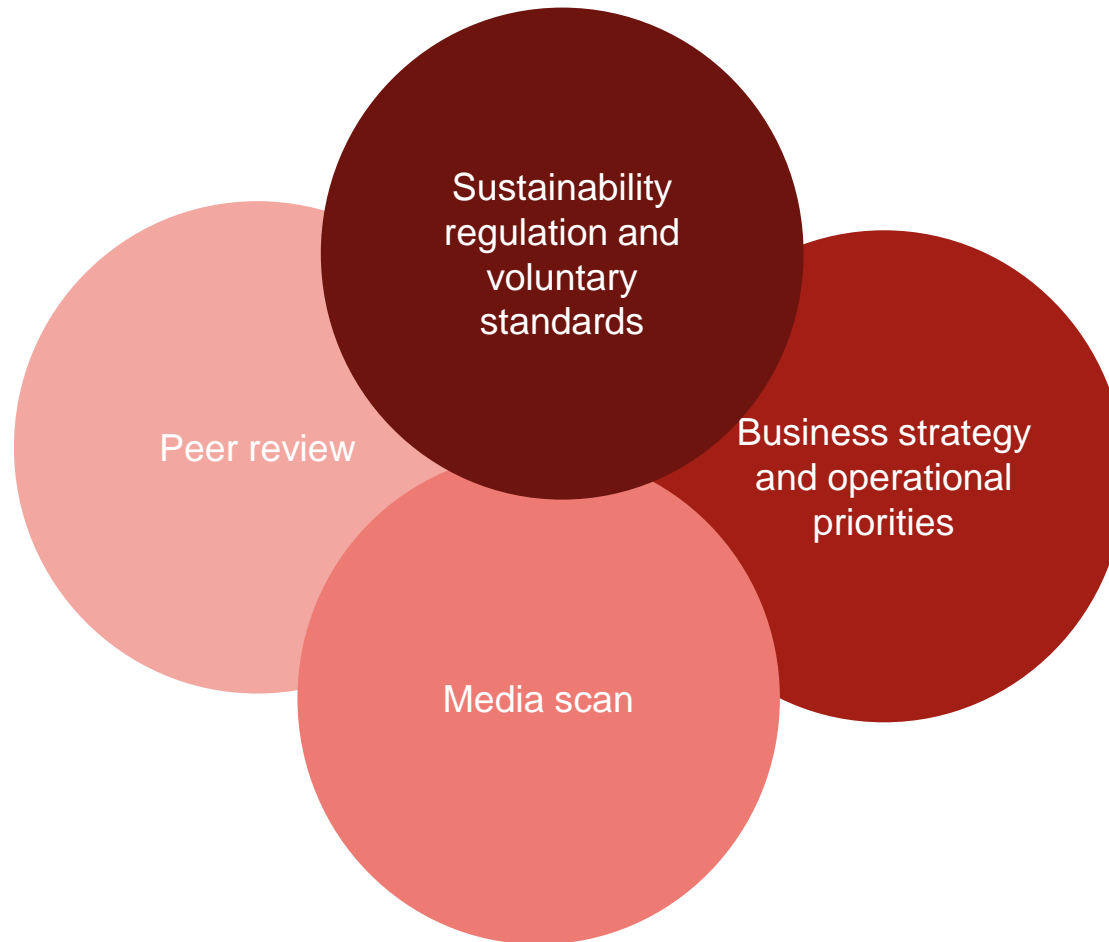 Sustainability
regulation and
voluntary
standards
Peer review
Business strategy
and operational
priorities
Media scan